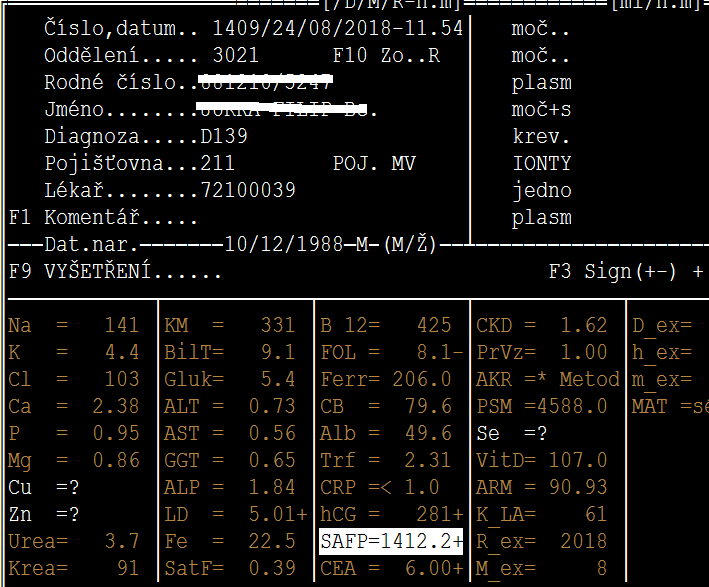 Číslo,datum.. 1409/24/08/2018-11.54 moč..
Oddělení..... 3021 F10 Zo..R moč..
Rodné číslo.. plasm
Jméno........ moč+s
Diagnoza.....D139 krev.
Pojišťovna...211 POJ. MV IONTY
Lékař........72100039 jedno
F1 Komentář..... plasm
Dat.nar. 10/12/1988 M (M/Ž)
F9 VYŠETŘENÍ...... F3 Sign(+-) +
Na = 141 KM = 331 B 12= 425 CKD = 1.62 D_ex=
K = 4.4 BilT= 9.1 FOL = 8.1- PrVz= 1.00 h_ex=
Cl = 103 Gluk= 5.4 Ferr= 206.0 AKR =* Metod m_ex=
Ca = 2.38 ALT = 0.73 CB = 79.6 PSM =4588.0 MAT =sé
P = 0.95 AST = 0.56 Alb = 49.6 Se =?
Mg = 0.86 GGT = 0.65 Trf = 2.31 VitD= 107.0
Cu =? ALP = 1.84 CRP =< 1.0 ARM = 90.93
Zn =? LD = 5.01+ hCG = 281+ K_LA= 61
Urea= 3.7 Fe = 22.5 SAFP=1412.2+ R_ex= 2018
Krea= 91 SatF= 0.39 CEA = 6.00+ M_ex= 8